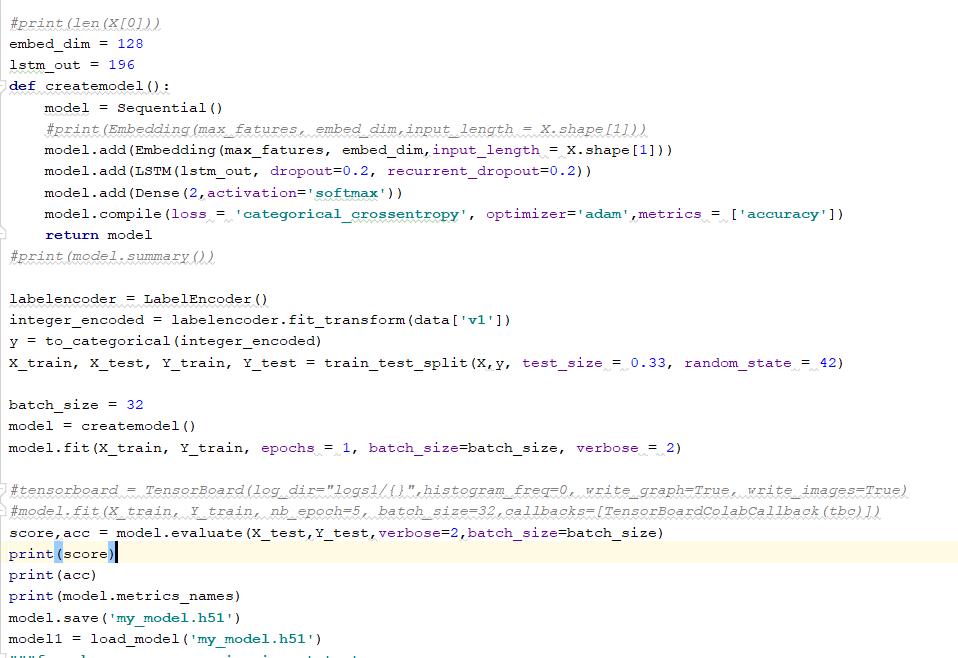 #print(len(X[0]))
embed_dim = 128
lstm_out = 196
def createmodel():
    model = Sequential()
    #print(Embedding(max_fatures, embed_dim,input_length = X.shape[1]))
    model.add(Embedding(max_fatures, embed_dim,input_length = X.shape[1]))
    model.add(LSTM(lstm_out, dropout=0.2, recurrent_dropout=0.2))
    model.add(Dense(2,activation='softmax'))
    model.compile(loss = 'categorical_crossentropy', optimizer='adam',metrics = ['accuracy'])
    return model
#print(model.summary())

labelencoder = LabelEncoder()
integer_encoded = labelencoder.fit_transform(data['v1'])
y = to_categorical(integer_encoded)
X_train, X_test, Y_train, Y_test = train_test_split(X,y, test_size = 0.33, random_state = 42)

batch_size = 32
model = createmodel()
model.fit(X_train, Y_train, epochs = 1, batch_size=batch_size, verbose = 2)

#tensorboard = TensorBoard(log_dir="logs1/{}",histogram_freq=0, write_graph=True, write_images=True)
#model.fit(X_train, Y_train, nb_epoch=5, batch_size=32,callbacks=[TensorBoardColabCallback(tbc)])
score,acc = model.evaluate(X_test,Y_test,verbose=2,batch_size=batch_size)
print(score)
print(acc)
print(model.metrics_names)
model.save('my_model.h51')
model1 = load_model('my_model.h51')